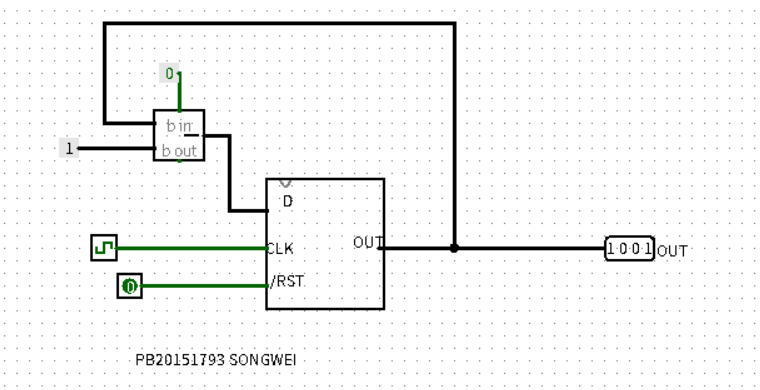 0
b in
1
b out
D
CLK
OUT
1001
OUT
0
/RST
PB20151793 SONGWEI